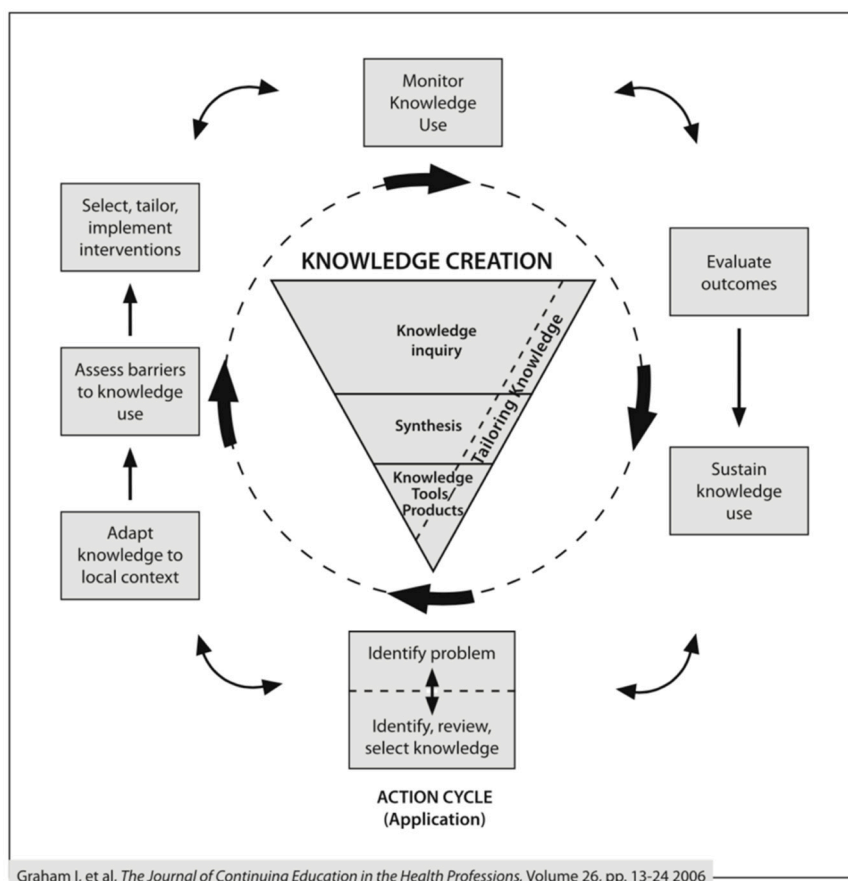 Monitor
Knowledge
Use
Select, tailor,
implement
interventions
Evaluate
outcomes
KNOWLEDGE CREATION
Knowledge
inquiry
Tailoring Knowledge
Assess barriers
to knowledge
use
Synthesis
Knowledge
Tools/
Products
Sustain
knowledge
use
Adapt
knowledge to
local context
Identify problem
Identify, review,
select knowledge
ACTION CYCLE
(Application)
Graham I, et al. The Journal of Continuing Education in the Health Professions, Volume 26, pp. 13-24 2006